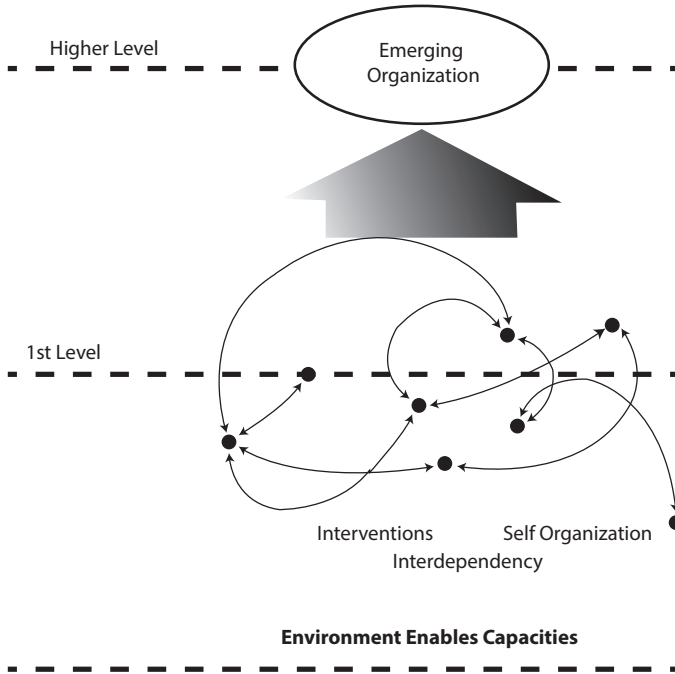 Higher Level
Emerging
Organization
1st Level
Interventions
Self Organization
Interdependency
Environment Enables Capacities